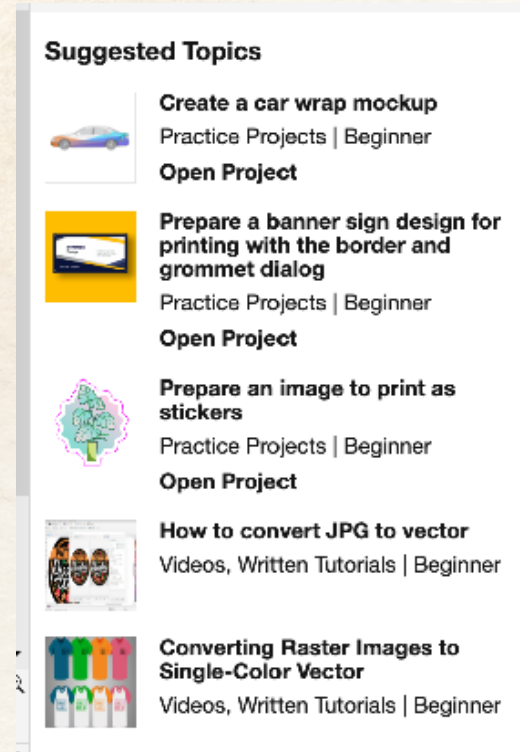 Suggested Topics
Create a car wrap mockup
Practice Projects | Beginner
Open Project
Prepare a banner sign design for
printing with the border and
grommet dialog
Practice Projects | Beginner
Open Project
Prepare an image to print as
stickers
Practice Projects | Beginner
Open Project
How to convert JPG to vector
Videos, Written Tutorials | Beginner
Converting Raster Images to
Single-Color Vector
Videos, Written Tutorials | Beginner